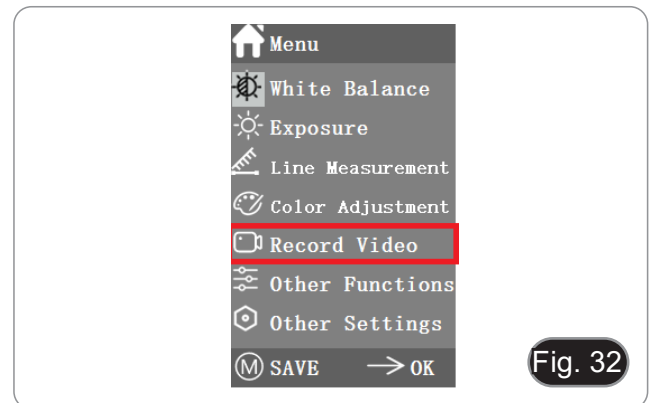 Menu
White Balance
Exposure
Line Measurement
Color Adjustment
Record Video
Other Functions
Other Settings
M SAVE → OK
Fig. 32